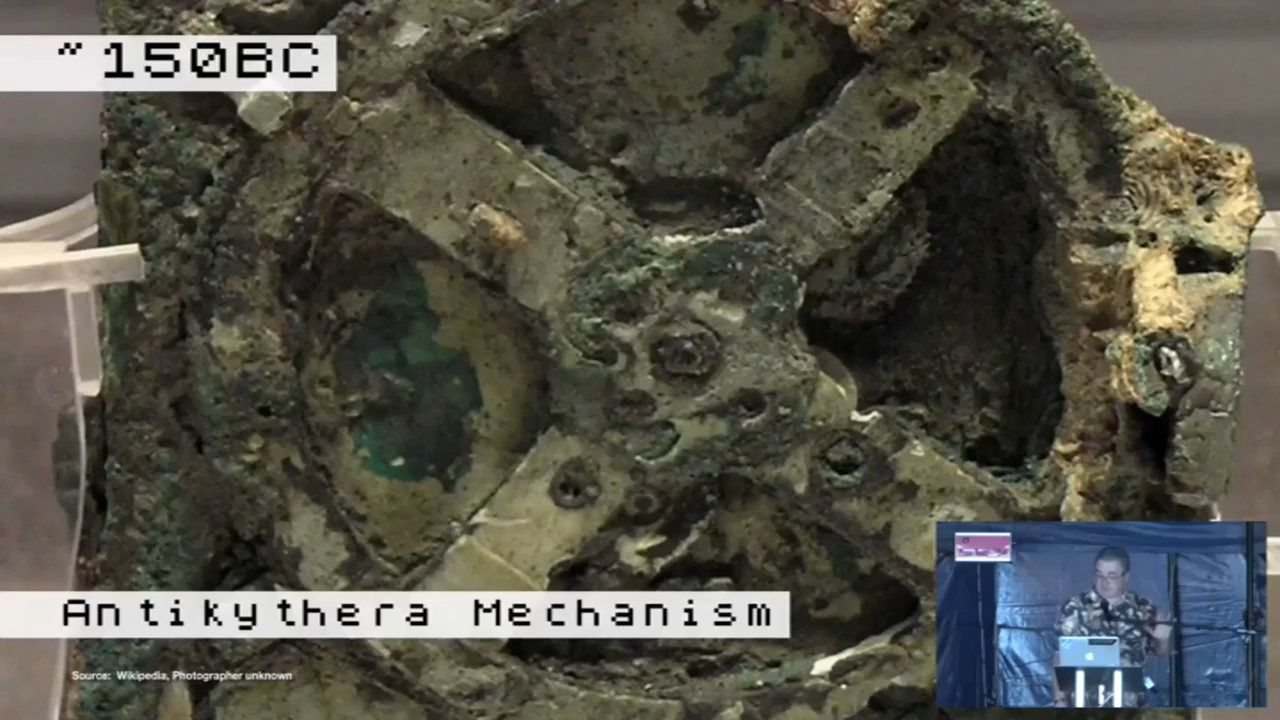 ~150BC
Antikythera Mechanism
Source: Wikipedia, Photographer unknown